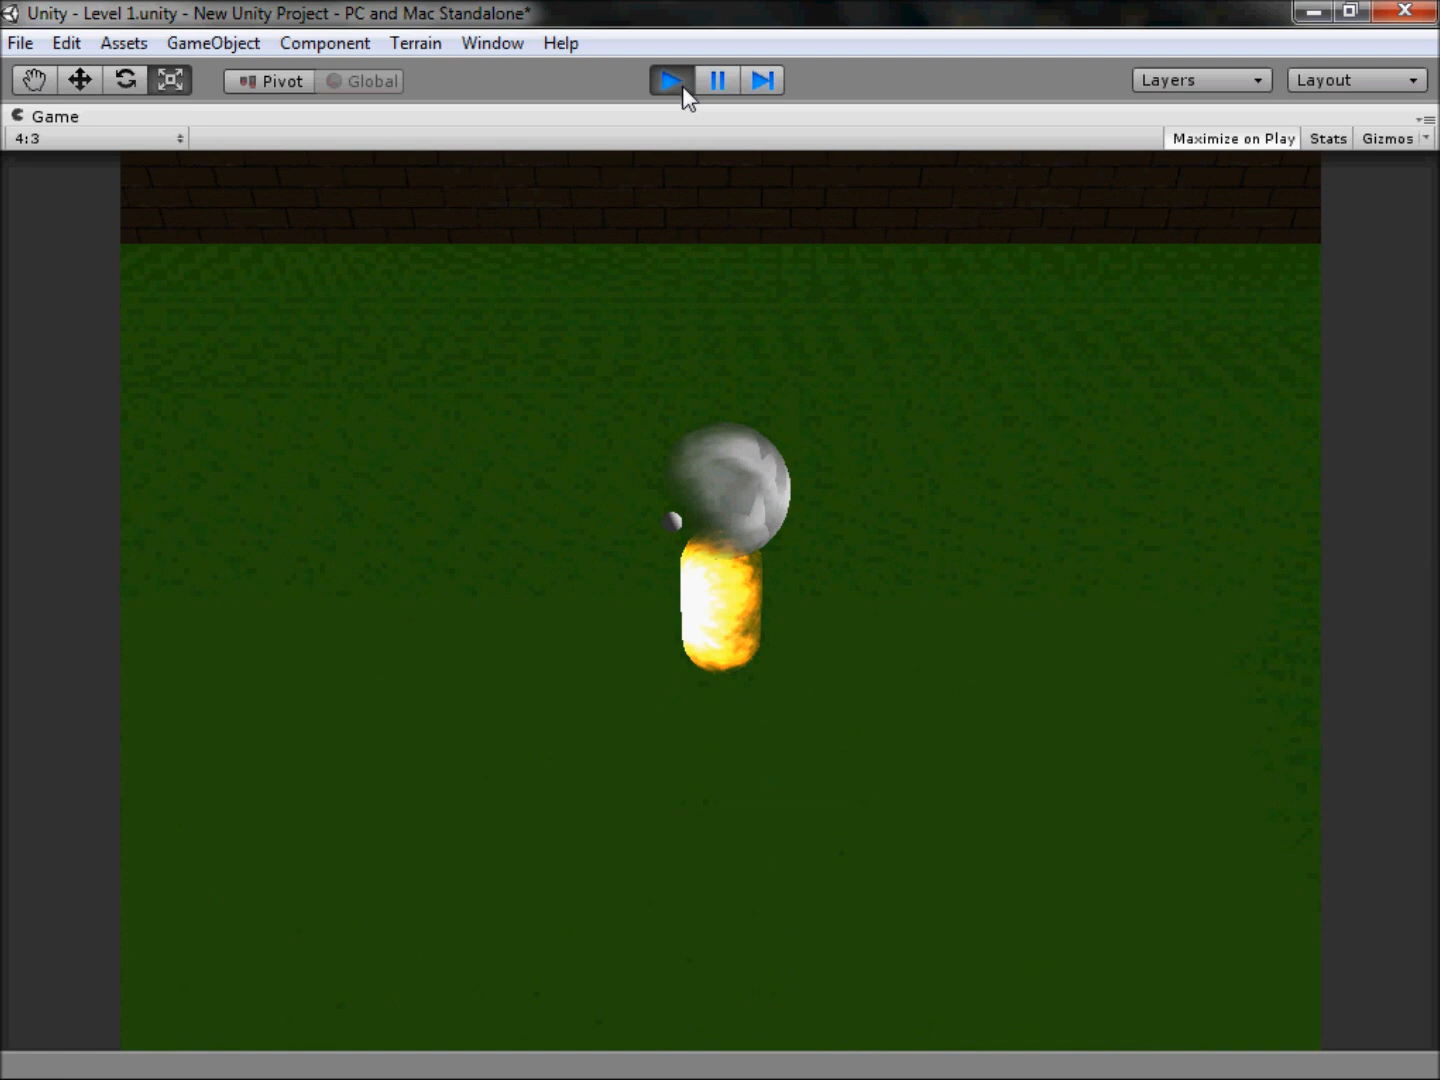 Unity - Level 1.unity - New Unity Project - PC and Mac Standalone*
File Edit Assets GameObject Component Terrain Window Help
Pivot Global Layers Layout
Game
4:3 Maximize on Play Stats Gizmos